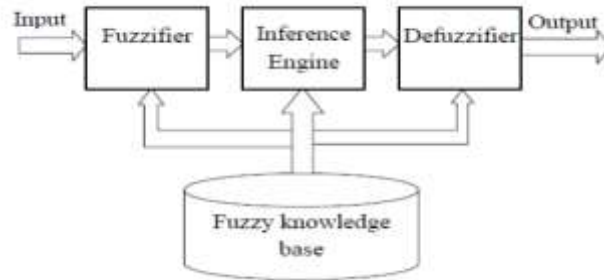 Input
Fuzzifier
Inference
Engine
Defuzzifier
Output
Fuzzy knowledge
base